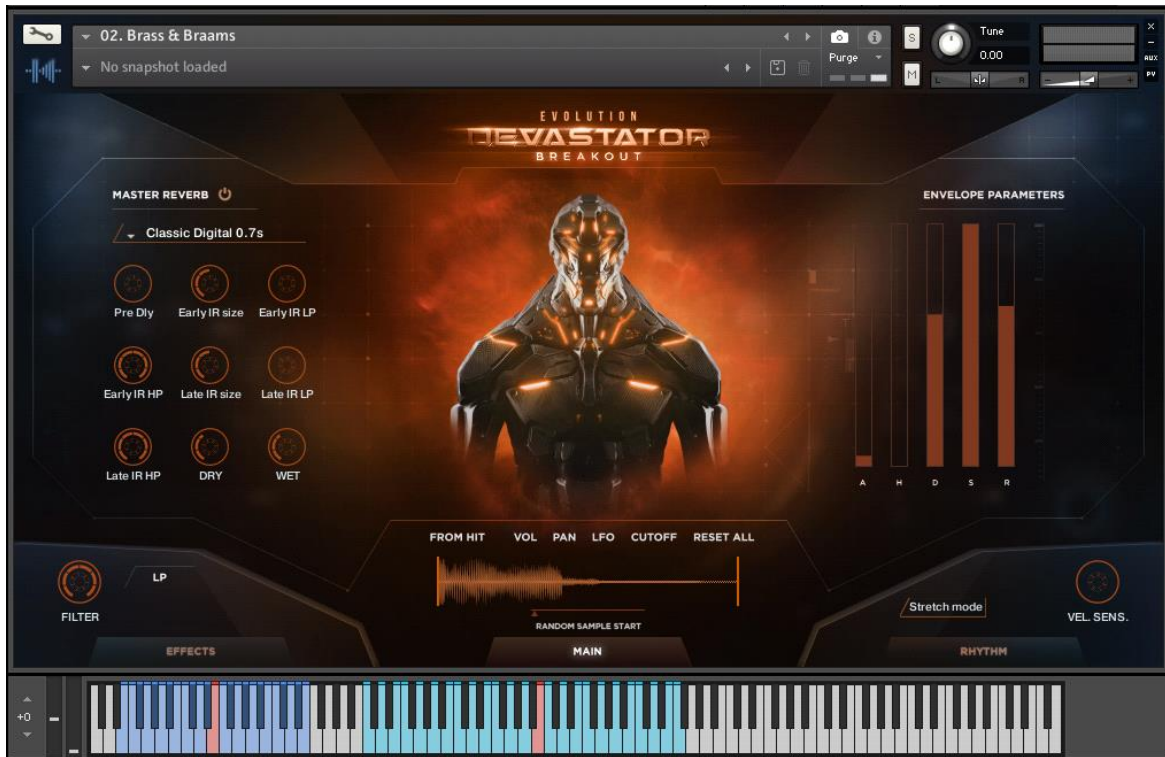 02. Brass & Braams
No snapshot loaded
Purge
S
M
Tune
0.00
L R
AUX
PV
EVOLUTION
DEVASTATOR
BREAKOUT
MASTER REVERB
Classic Digital 0.7s
Pre Dly Early IR size Early IR LP
Early IR HP Late IR size Late IR LP
Late IR HP DRY WET
ENVELOPE PARAMETERS
A H D S R
FROM HIT VOL PAN LFO CUTOFF RESET ALL
RANDOM SAMPLE START
LP
FILTER
Stretch mode
VEL. SENS.
EFFECTS MAIN RHYTHM
+0